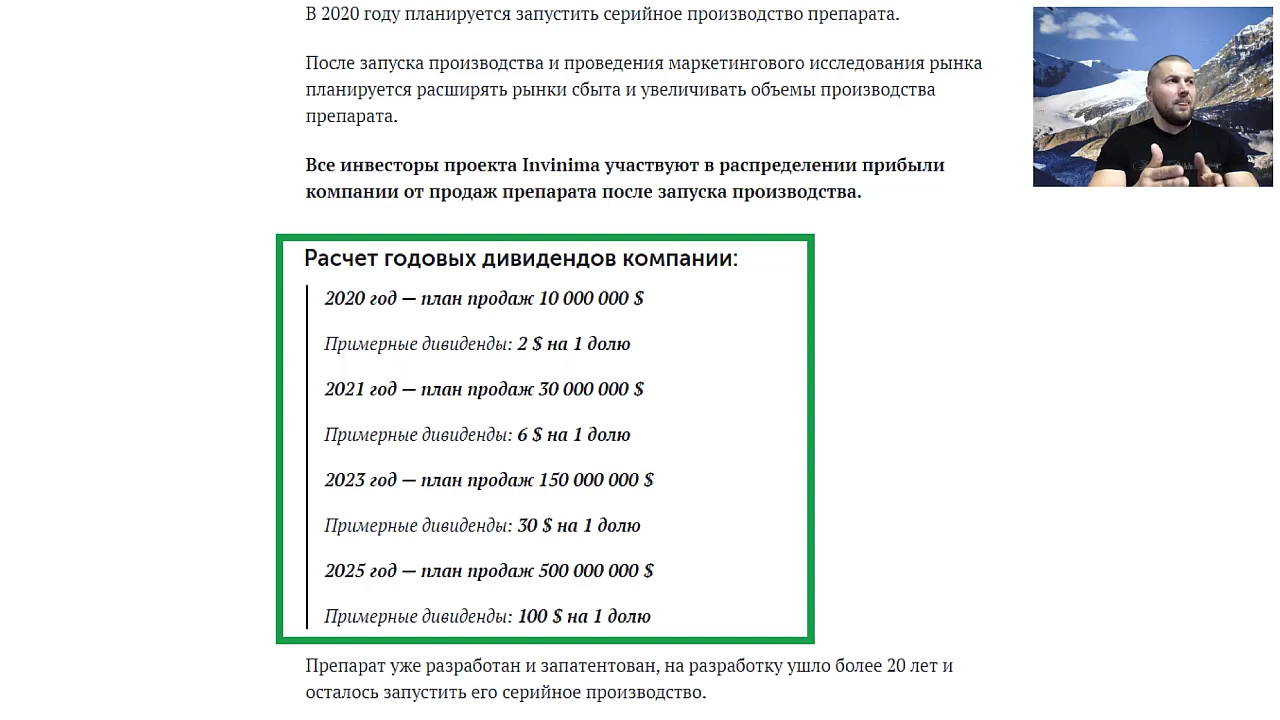 В 2020 году планируется запустить серийное производство препарата.
После запуска производства и проведения маркетингового исследования рынка
планируется расширять рынки сбыта и увеличивать объемы производства
препарата.
Все инвесторы проекта Invinima участвуют в распределении прибыли
компании от продаж препарата после запуска производства.
Расчет годовых дивидендов компании:
2020 год — план продаж 10 000 000 $
Примерные дивиденды: 2 $ на 1 долю
2021 год — план продаж 30 000 000 $
Примерные дивиденды: 6 $ на 1 долю
2023 год — план продаж 150 000 000 $
Примерные дивиденды: 30 $ на 1 долю
2025 год — план продаж 500 000 000 $
Примерные дивиденды: 100 $ на 1 долю
Препарат уже разработан и запатентован, на разработку ушло более 20 лет и
осталось запустить его серийное производство.